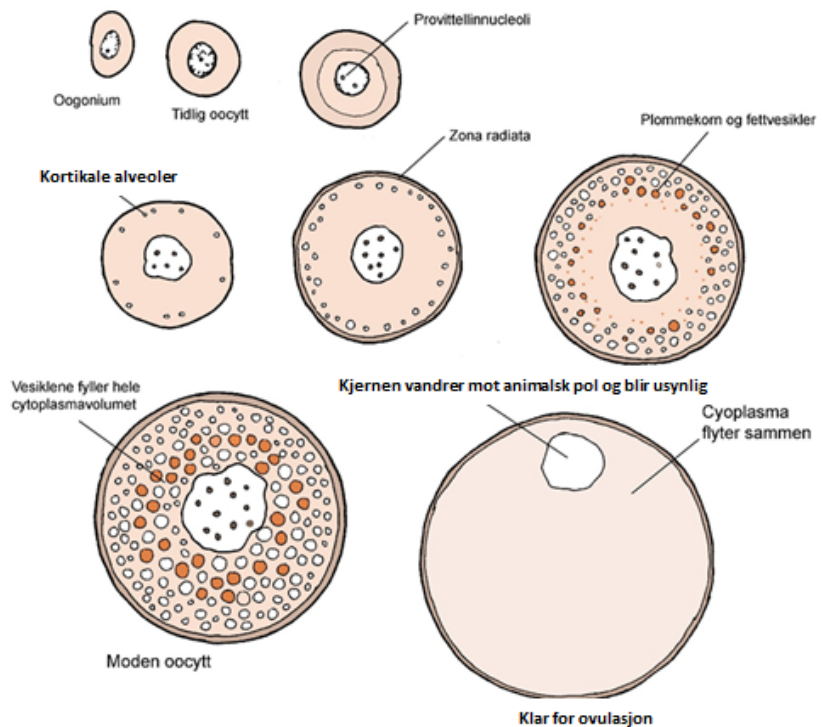 Provittellinnucleoli
Oogonium
Tidlig oocytt
Plommekorn og fettvesikler
Zona radiata
Kortikale alveoler
Vesiklene fyller hele
cytoplasmavolumet
Kjernen vandrer mot animalsk pol og blir usynlig
Cyoplasma
flyter sammen
Moden oocytt
Klar for ovulasjon